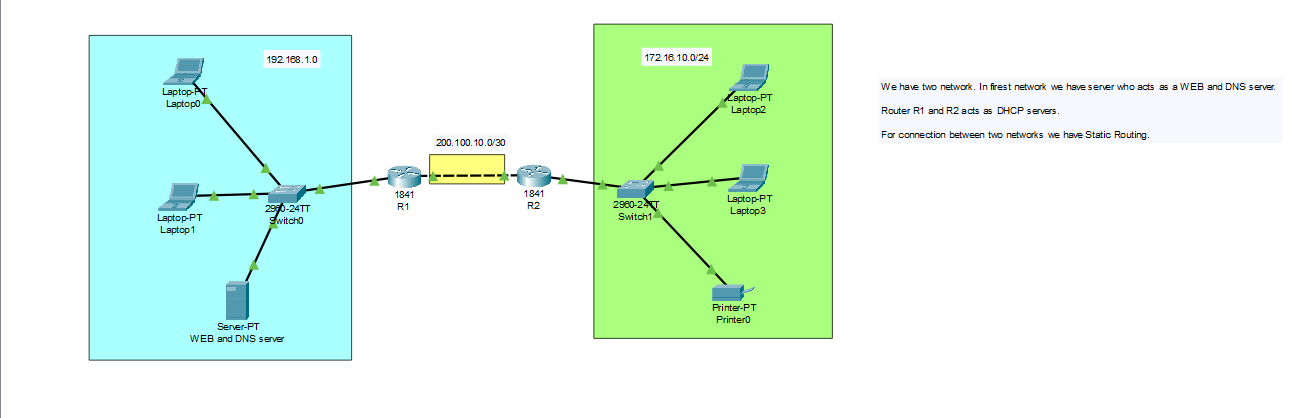 192.168.1.0
172.16.10.0/24
Laptop-PT
Laptop0
Laptop-PT
Laptop2
We have two network. In firest network we have server who acts as a WEB and DNS server.
Router R1 and R2 acts as DHCP servers.
For connection between two networks we have Static Routing.
200.100.10.0/30
1841
R1
1841
R2
2960-24TT
Switch0
2960-24TT
Switch1
Laptop-PT
Laptop1
Laptop-PT
Laptop3
Server-PT
WEB and DNS server
Printer-PT
Printer0